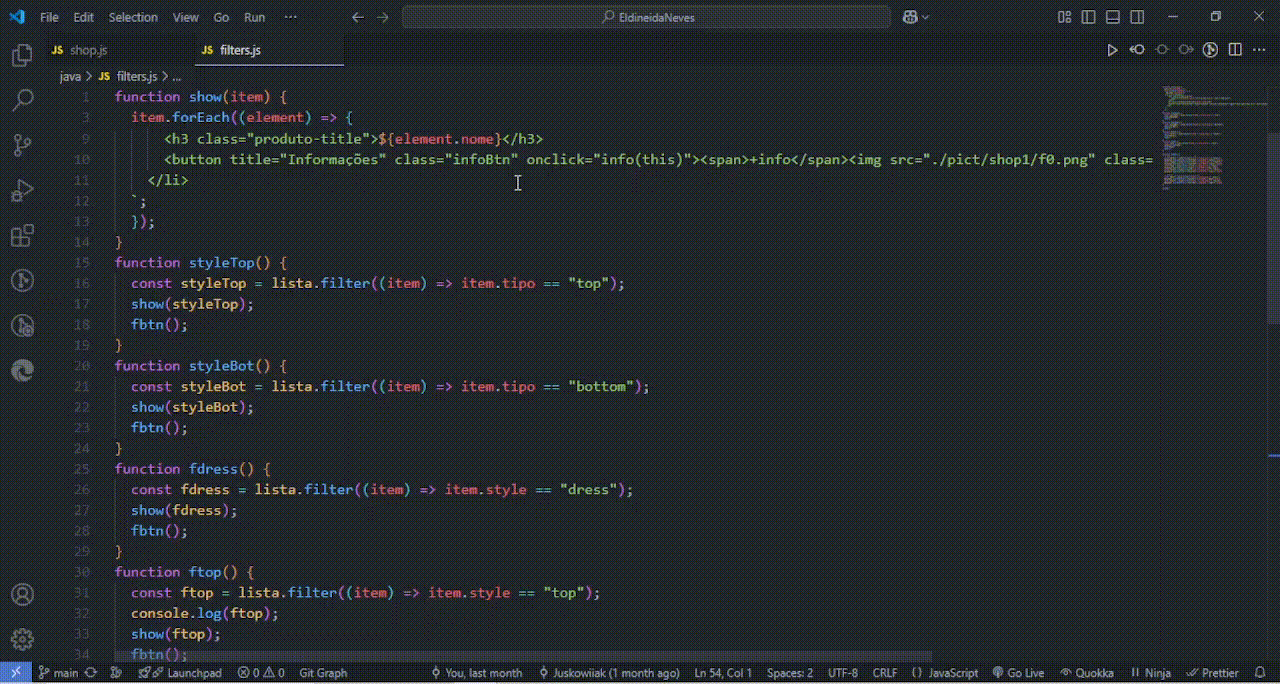 File Edit Selection View Go Run ··· ← → EldineidaNeves
JS shop.js JS filters.js
java > JS filters.js > ...
1 function show(item) {
3 item.forEach((element) => {
9 <h3 class="produto-title">${element.nome}</h3>
10 <button title="Informações" class="infoBtn" onclick="info(this)"><span>+info</span><img src="./pict/shop1/f0.png" class=
11 </li>
12 `;
13 });
14 }
15 function styleTop() {
16 const styleTop = lista.filter((item) => item.tipo == "top");
17 show(styleTop);
18 fbtn();
19 }
20 function styleBot() {
21 const styleBot = lista.filter((item) => item.tipo == "bottom");
22 show(styleBot);
23 fbtn();
24 }
25 function fdress() {
26 const fdress = lista.filter((item) => item.style == "dress");
27 show(fdress);
28 fbtn();
29 }
30 function ftop() {
31 const ftop = lista.filter((item) => item.style == "top");
32 console.log(ftop);
33 show(ftop);
34 fbtn();
main Launchpad 0 0 Git Graph You, last month Juskowiiak (1 month ago) Ln 54, Col 1 Spaces: 2 UTF-8 CRLF {} JavaScript Go Live Quokka Ninja Prettier